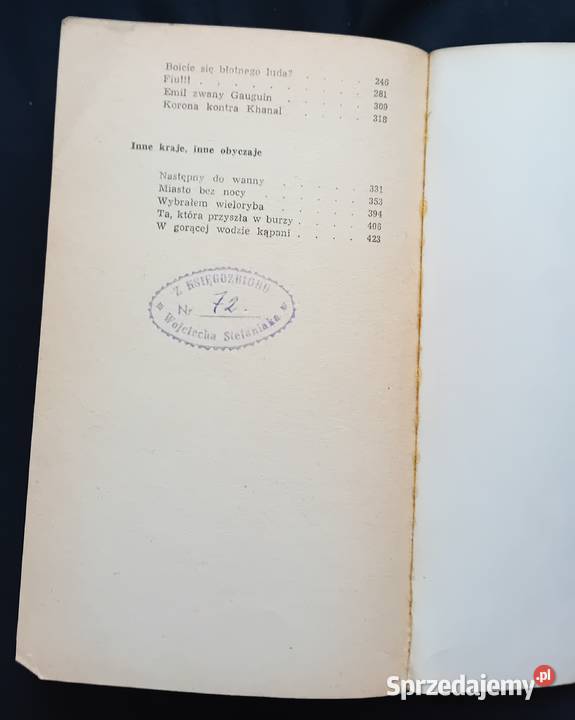 Boicie się błotnego luda? . . . . 246
Fiu!!! . . . . . . . . 281
Emil zwany Gauguin . . . . . 309
Korona kontra Khanal . . . . . 318
Inne kraje, inne obyczaje
Następny do wanny . . . . . 331
Miasto bez nocy . . . . . . 353
Wybrałem wieloryba . . . . . 394
Ta, która przyszła w burzy . . . . 406
W gorącej wodzie kąpani . . . . 423
Z KSIĘGOZBIORU
Nr 72.
Wojciecha Stefaniaka
Sprzedajemy.pl